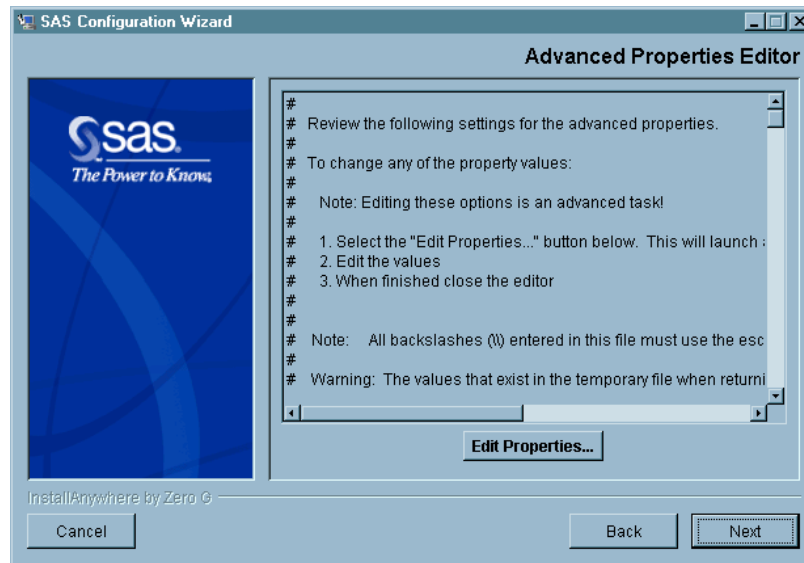 SAS Configuration Wizard
Advanced Properties Editor
sas.
The Power to Know.
#
# Review the following settings for the advanced properties.
#
# To change any of the property values:
#
# Note: Editing these options is an advanced task!
#
# 1. Select the "Edit Properties..." button below. This will launch
# 2. Edit the values
# 3. When finished close the editor
#
#
# Note: All backslashes (\\) entered in this file must use the esc
#
# Warning: The values that exist in the temporary file when returni
Edit Properties...
InstallAnywhere by Zero G
Cancel
Back
Next